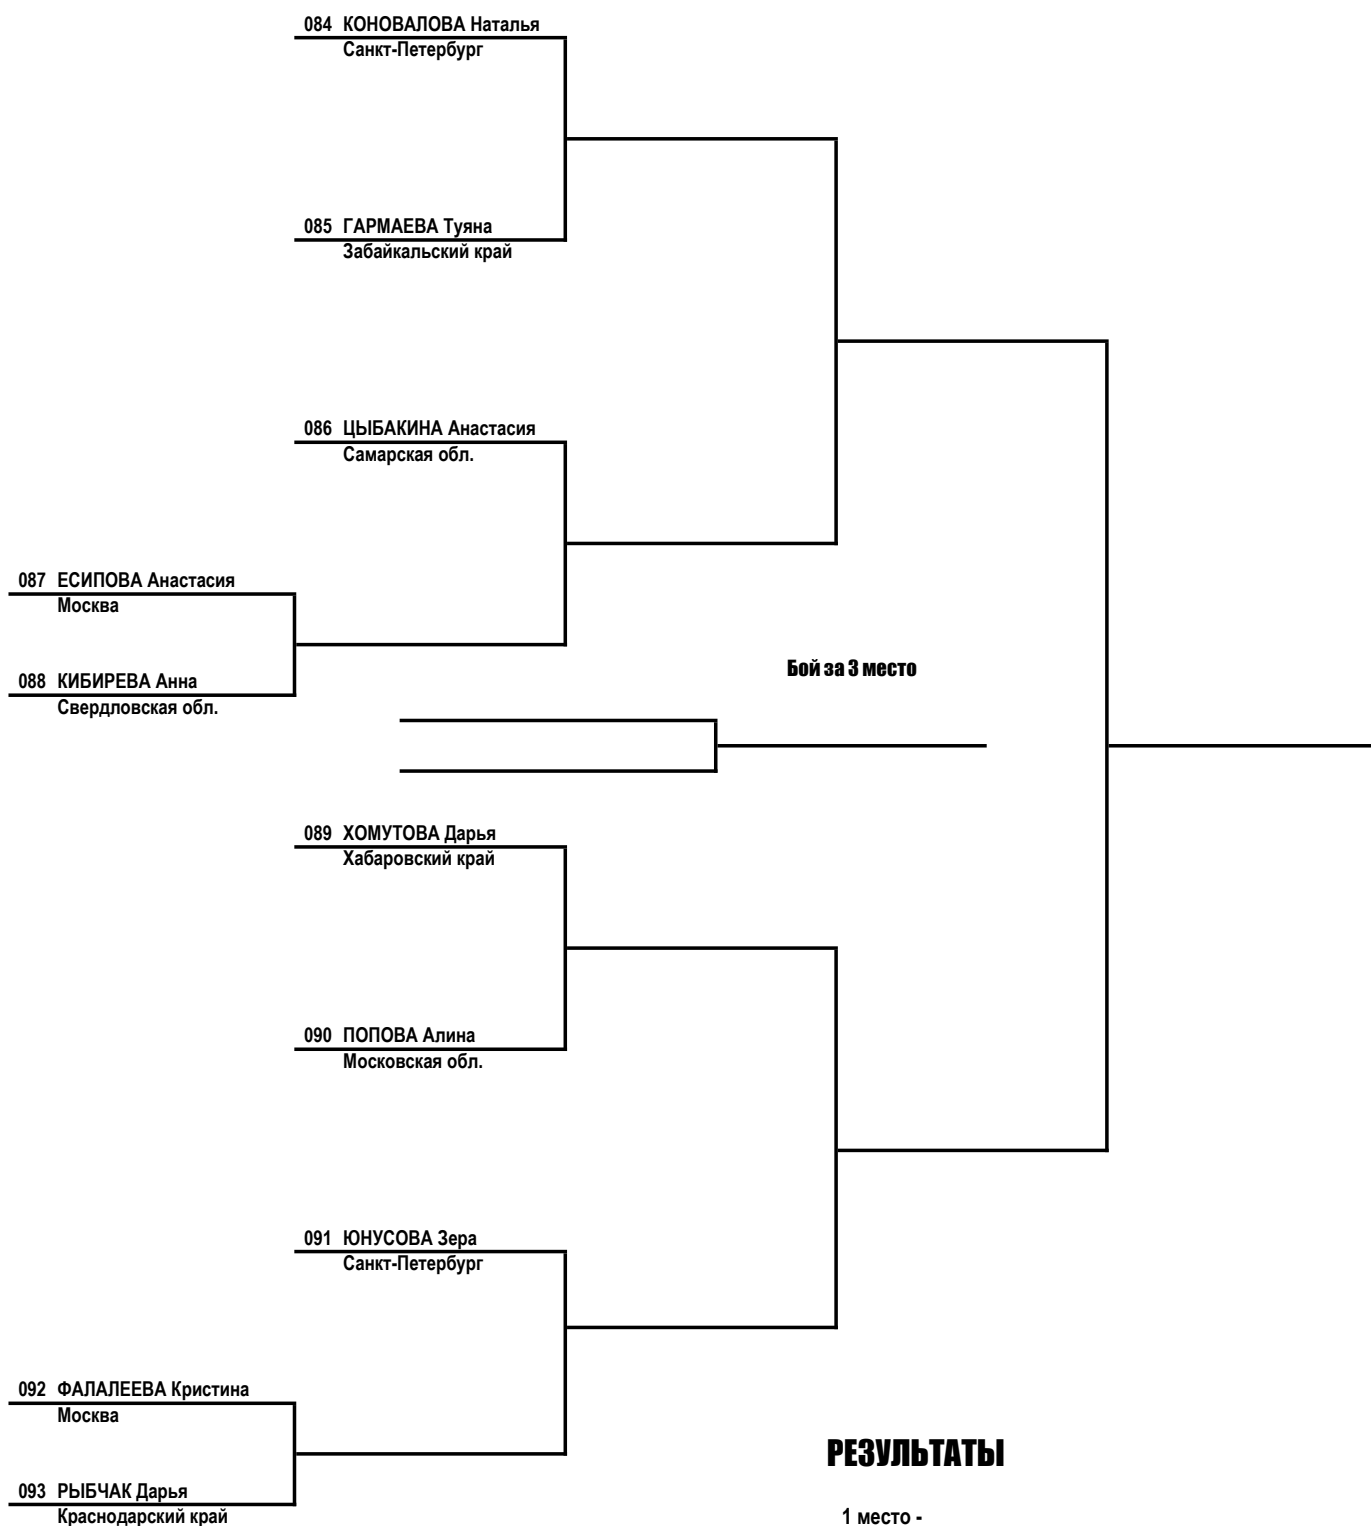 084 КОНОВАЛОВА Наталья
Санкт-Петербург
085 ГАРМАЕВА Туяна
Забайкальский край
086 ЦЫБАКИНА Анастасия
Самарская обл.
087 ЕСИПОВА Анастасия
Москва
Бой за 3 место
088 КИБИРЕВА Анна
Свердловская обл.
089 ХОМУТОВА Дарья
Хабаровский край
090 ПОПОВА Алина
Московская обл.
091 ЮНУСОВА Зера
Санкт-Петербург
092 ФАЛАЛЕЕВА Кристина
Москва
РЕЗУЛЬТАТЫ
093 РЫБЧАК Дарья
Краснодарский край
1 место -